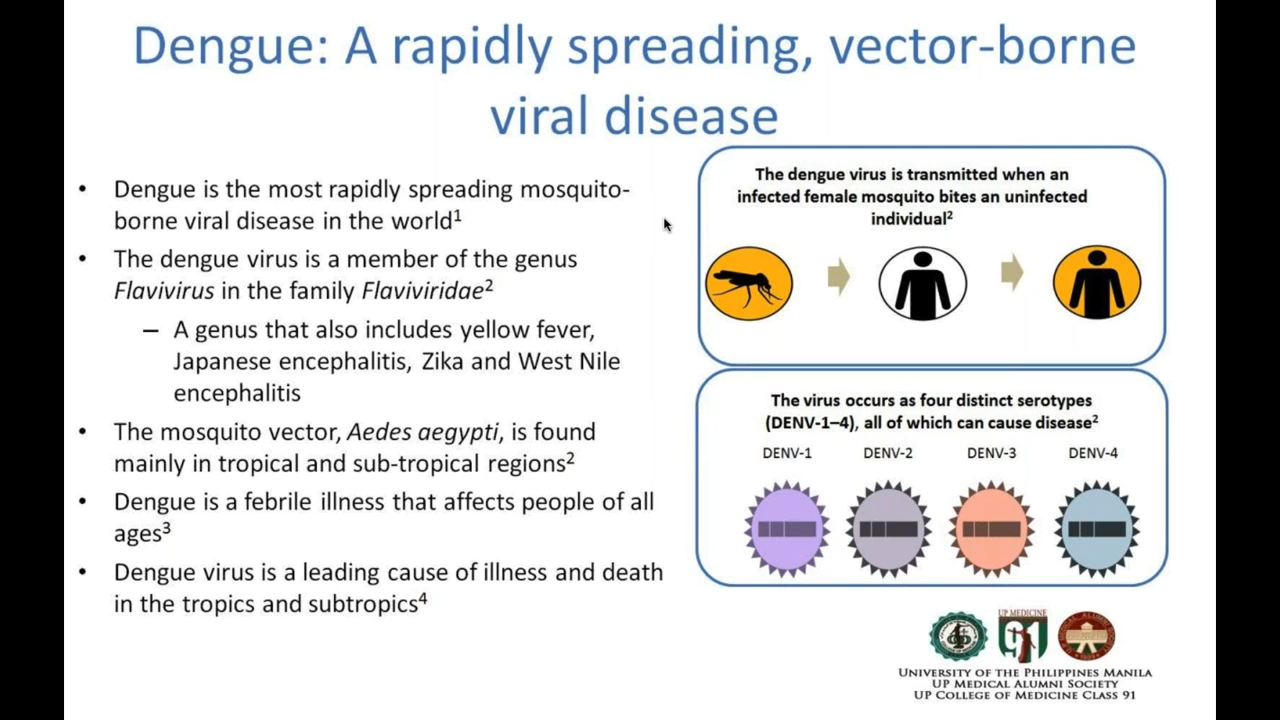 Dengue: A rapidly spreading, vector-borne
viral disease
• Dengue is the most rapidly spreading mosquito-
borne viral disease in the world¹
• The dengue virus is a member of the genus
Flavivirus in the family Flaviviridae²
– A genus that also includes yellow fever,
Japanese encephalitis, Zika and West Nile
encephalitis
• The mosquito vector, Aedes aegypti, is found
mainly in tropical and sub-tropical regions²
• Dengue is a febrile illness that affects people of all
ages³
• Dengue virus is a leading cause of illness and death
in the tropics and subtropics⁴
The dengue virus is transmitted when an
infected female mosquito bites an uninfected
individual²
The virus occurs as four distinct serotypes
(DENV-1–4), all of which can cause disease²
DENV-1 DENV-2 DENV-3 DENV-4
UP MEDICINE
91
UNIVERSITY OF THE PHILIPPINES MANILA
UP MEDICAL ALUMNI SOCIETY
UP COLLEGE OF MEDICINE CLASS 91